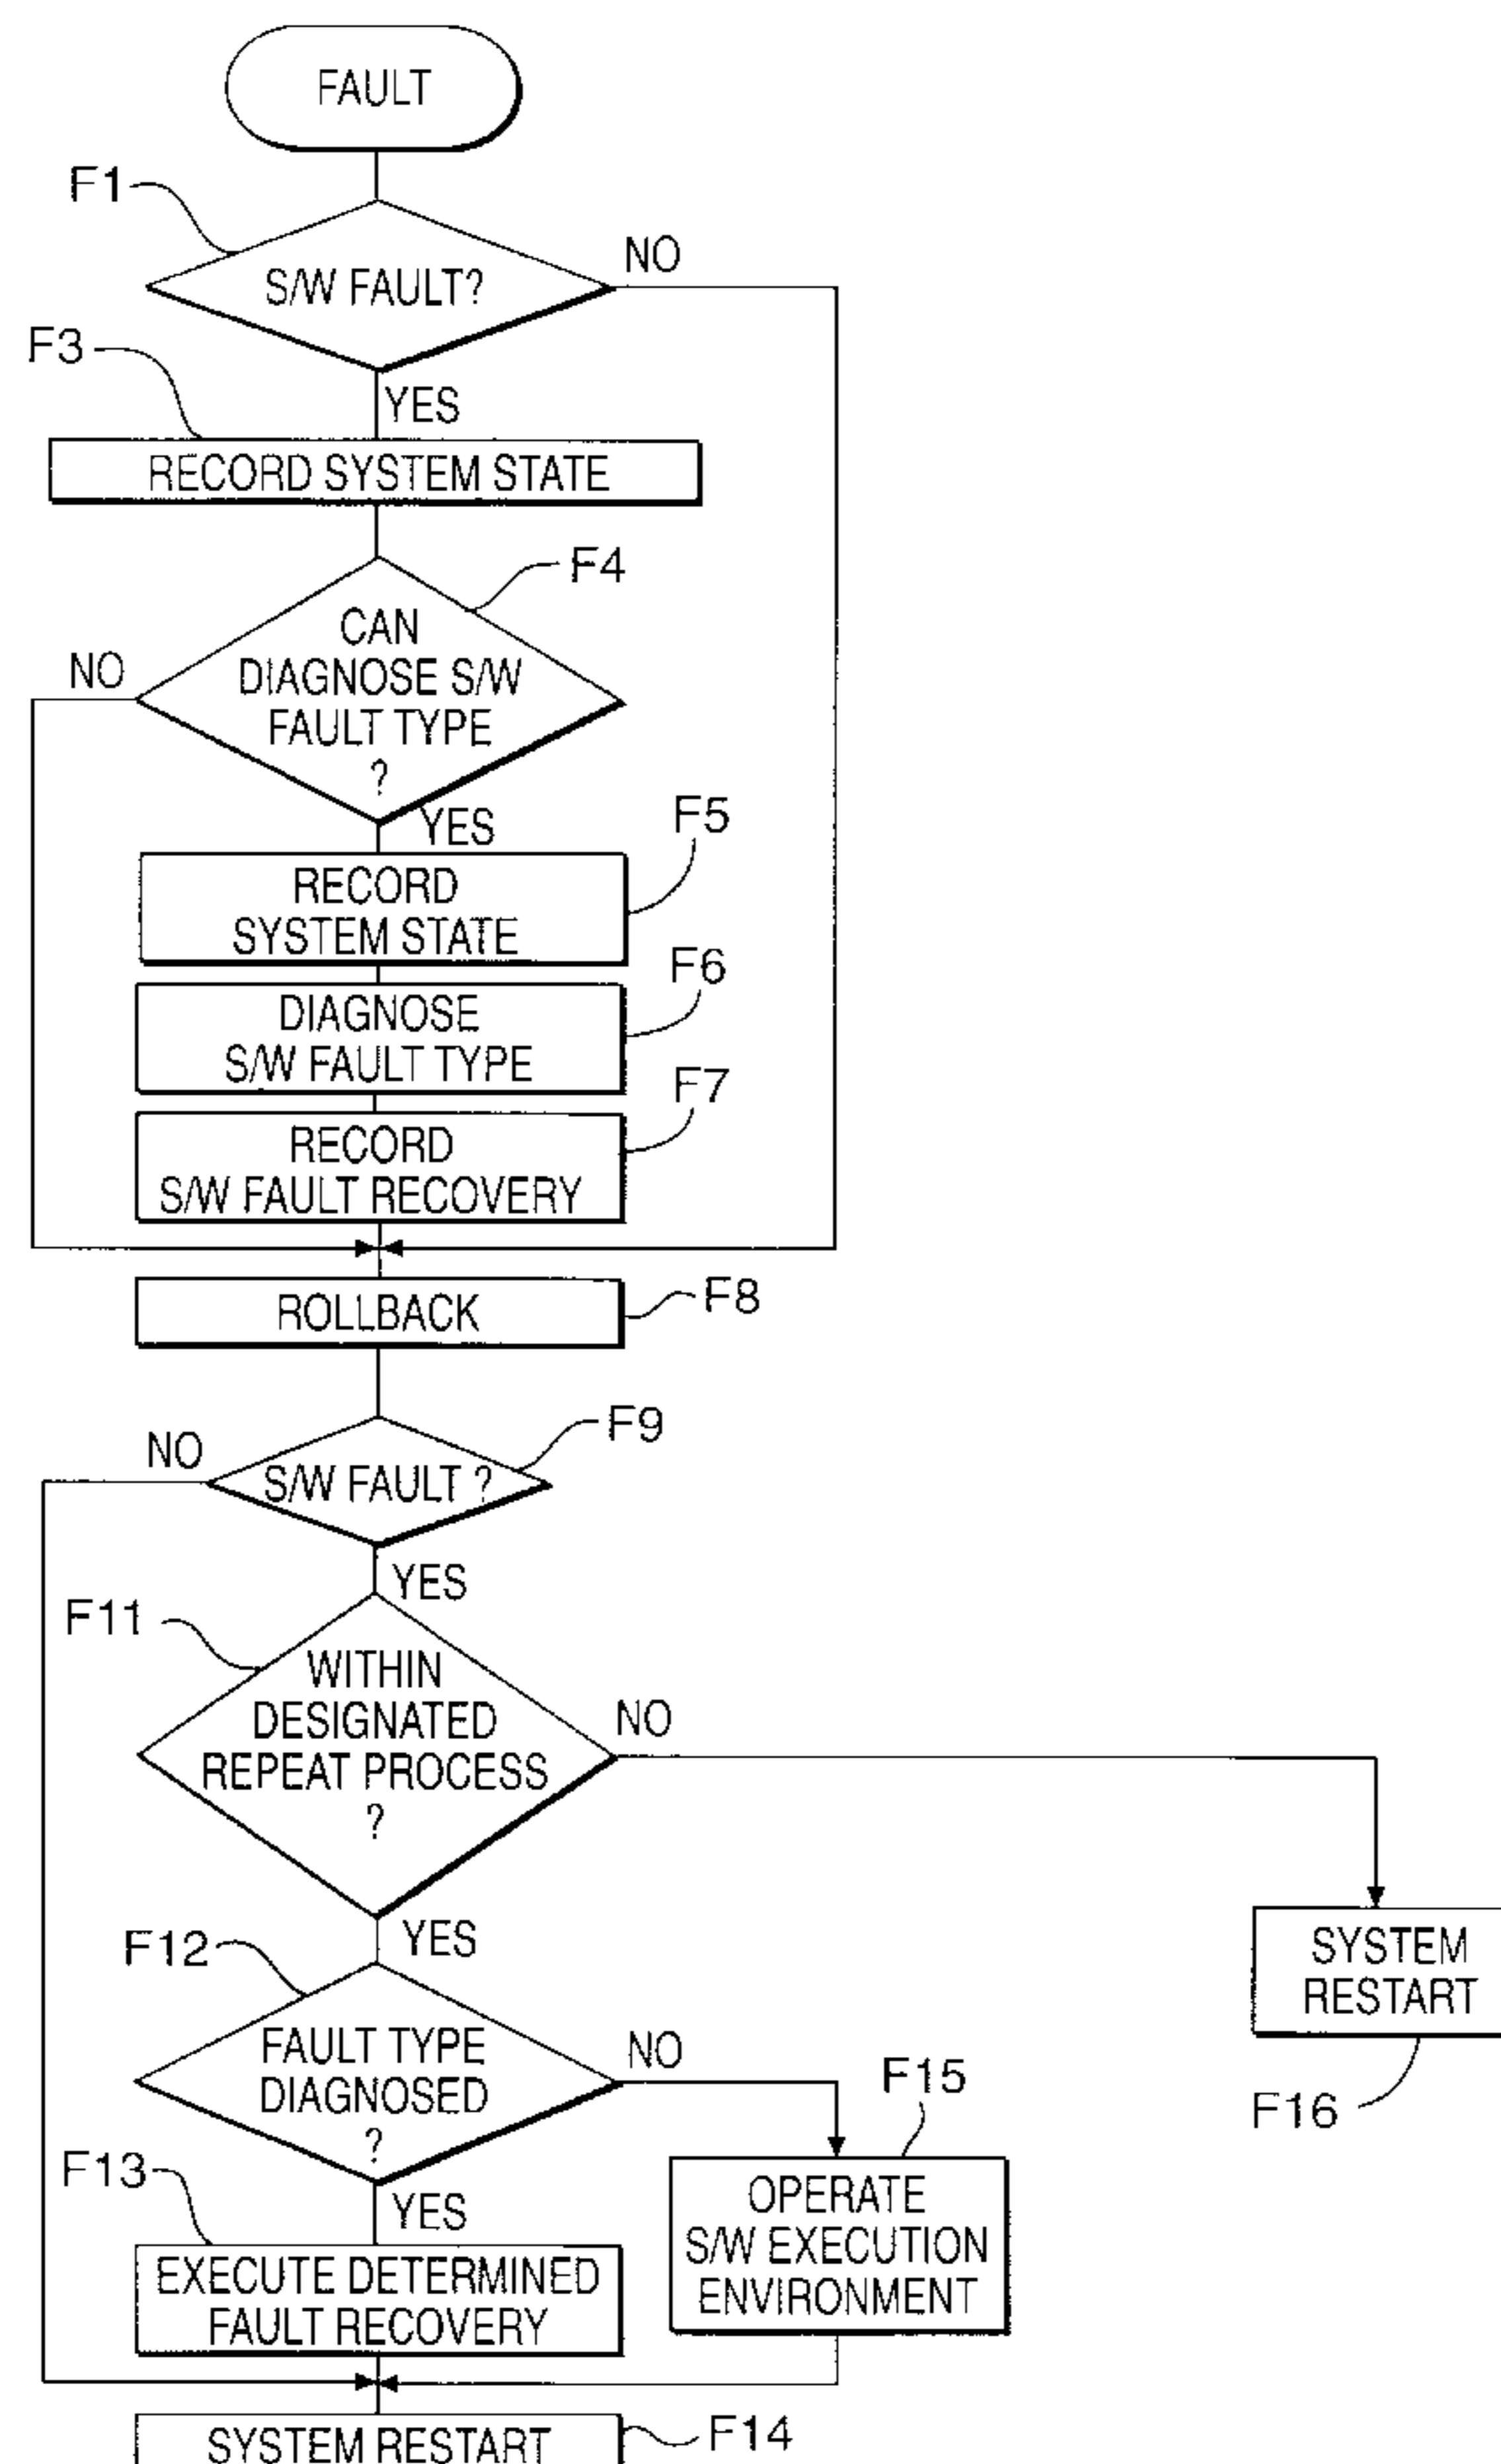 FAULT
F1
NO
S/W FAULT?
F3
YES
RECORD SYSTEM STATE
F4
CAN
NO
DIAGNOSE S/W
FAULT TYPE
?
YES
F5
RECORD
SYSTEM STATE
F6
DIAGNOSE
S/W FAULT TYPE
F7
RECORD
S/W FAULT RECOVERY
ROLLBACK
F8
F9
NO
S/W FAULT ?
YES
F11
WITHIN
DESIGNATED
NO
REPEAT PROCESS
?
YES
F12
SYSTEM
RESTART
FAULT TYPE
NO
DIAGNOSED
F15
F16
?
F13
YES
OPERATE
S/W EXECUTION
ENVIRONMENT
EXECUTE DETERMINED
FAULT RECOVERY
SYSTEM RESTART
F14